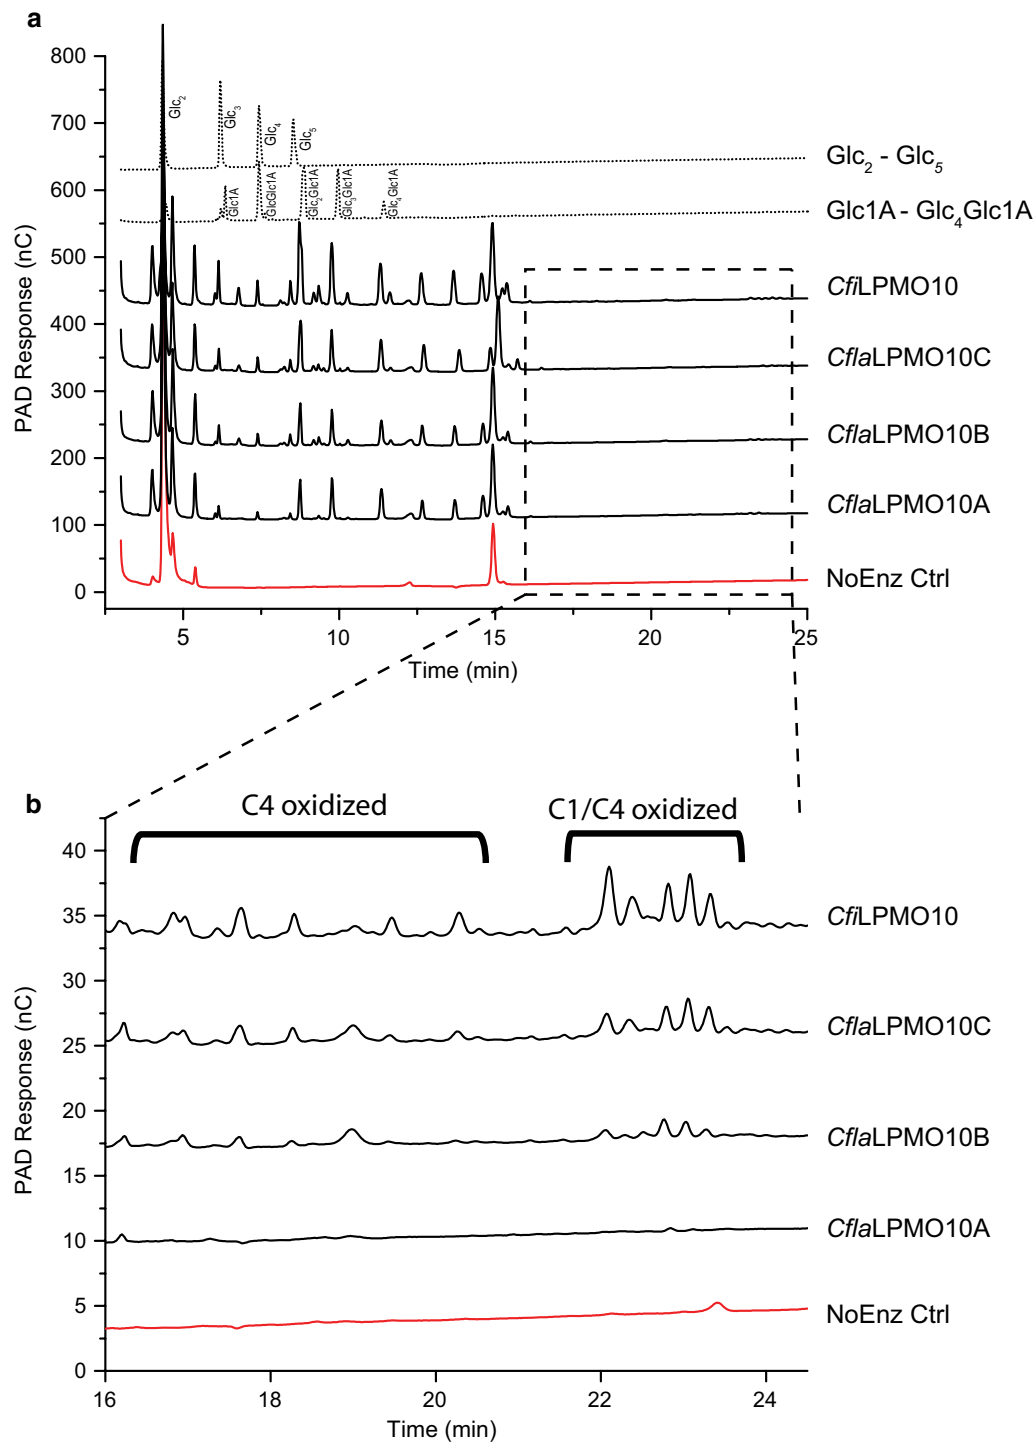 a
800
700
600
500
400
300
200
100
0
PAD Response (nC)
Glc2
Glc3
Glc4
Glc5
Glc1A
GlcGlc1A
Glc2Glc1A
Glc3Glc1A
Glc4Glc1A
Glc2 - Glc5
Glc1A - Glc4Glc1A
CfiLPMO10
CflaLPMO10C
CflaLPMO10B
CflaLPMO10A
NoEnz Ctrl
5 10 15 20 25
Time (min)
b
C4 oxidized
C1/C4 oxidized
40
35
30
25
20
15
10
5
0
PAD Response (nC)
CfiLPMO10
CflaLPMO10C
CflaLPMO10B
CflaLPMO10A
NoEnz Ctrl
16 18 20 22 24
Time (min)